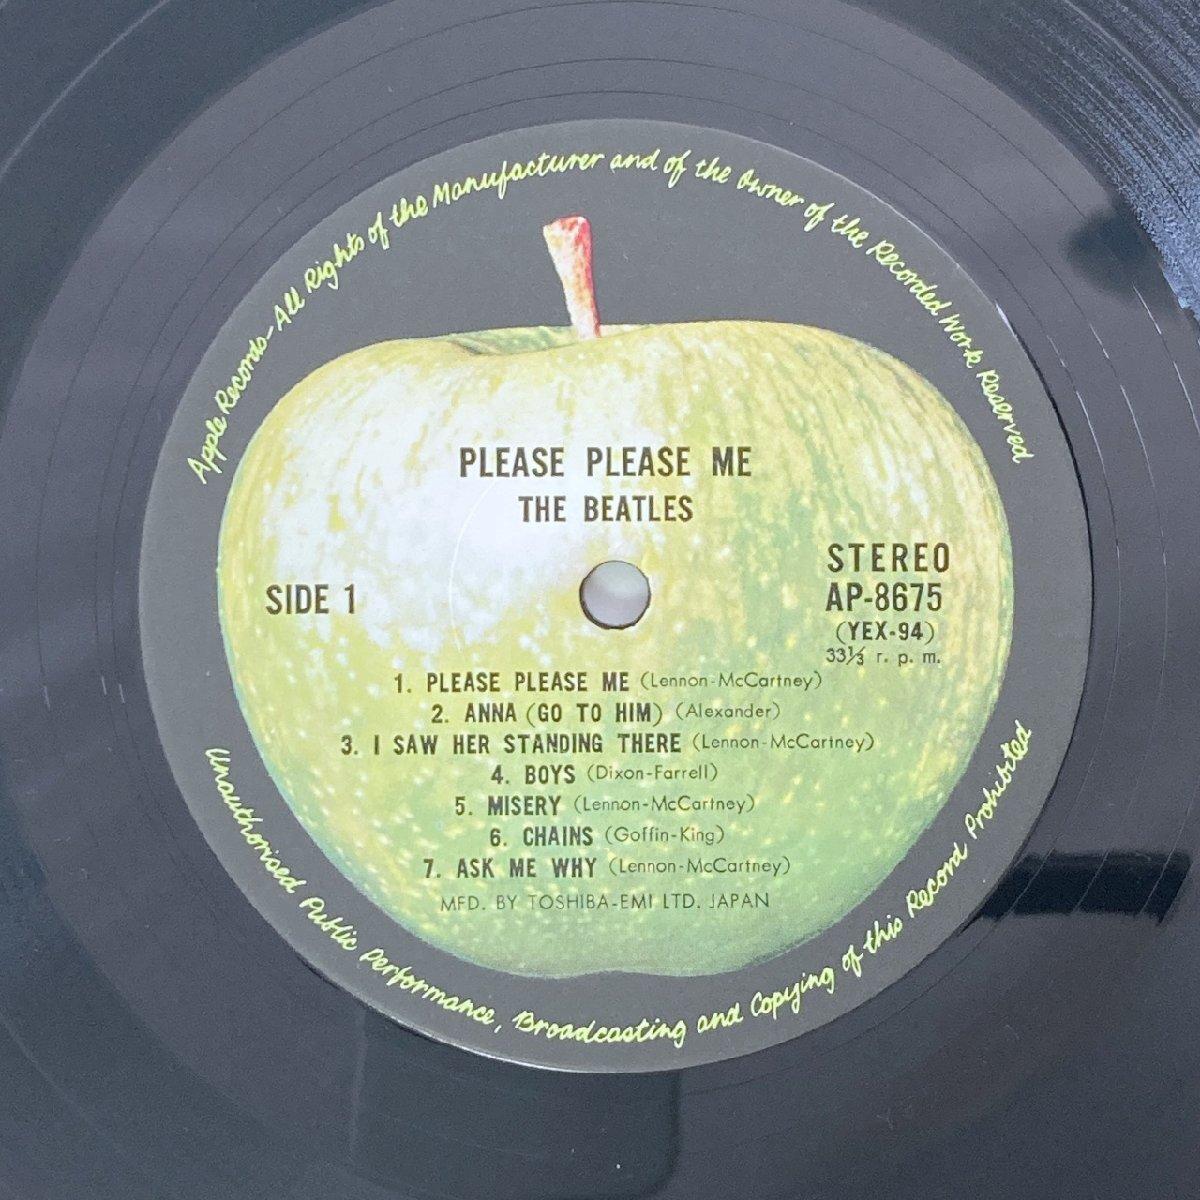 Apple Records-All Rights of the Manufacturer and of the Owner of the Recorded Work Reserved
PLEASE PLEASE ME
THE BEATLES
STEREO
SIDE 1
AP-8675
(YEX-94)
33⅓ r. p. m.
1. PLEASE PLEASE ME (Lennon-McCartney)
2. ANNA (GO TO HIM) (Alexander)
3. I SAW HER STANDING THERE (Lennon-McCartney)
4. BOYS (Dixon-Farrell)
5. MISERY (Lennon-McCartney)
6. CHAINS (Goffin-King)
7. ASK ME WHY (Lennon-McCartney)
MFD. BY TOSHIBA-EMI LTD. JAPAN
Unauthorised Public Performance, Broadcasting and Copying of this Record Prohibited